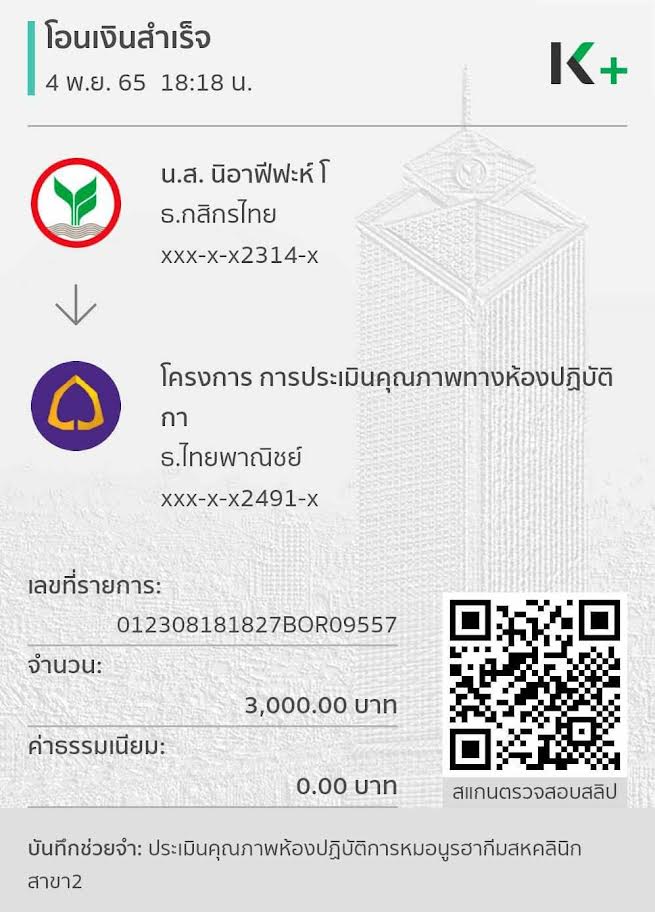 โอนเงินสำเร็จ
4 พ.ย. 65 18:18 น.
K+
น.ส. นิอาฟีฟะห์ โ
ธ.กสิกรไทย
xxx-x-x2314-x
โครงการ การประเมินคุณภาพทางห้องปฏิบัติ
กา
ธ.ไทยพาณิชย์
xxx-x-x2491-x
เลขที่รายการ:
012308181827BOR09557
จำนวน:
3,000.00 บาท
ค่าธรรมเนียม:
0.00 บาท
สแกนตรวจสอบสลิป
บันทึกช่วยจำ: ประเมินคุณภาพห้องปฏิบัติการหมอนูรฮากีมสหคลินิก
สาขา2